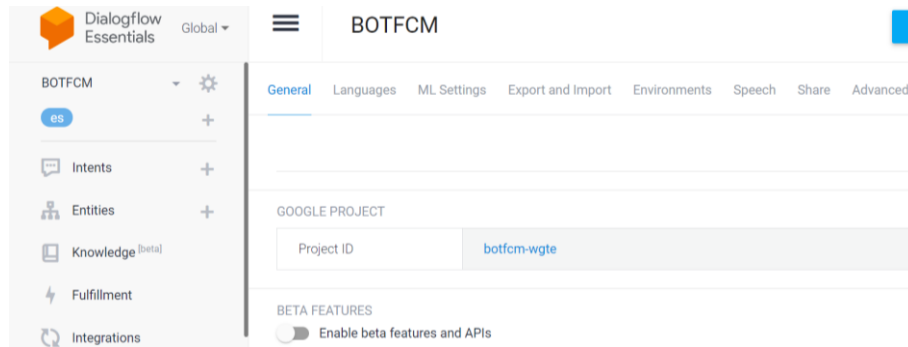 Dialogflow
Essentials
Global
BOTFCM
BOTFCM
es
General Languages ML Settings Export and Import Environments Speech Share Advanced
Intents
Entities
Knowledge [beta]
Fulfillment
Integrations
GOOGLE PROJECT
Project ID botfcm-wgte
BETA FEATURES
Enable beta features and APIs